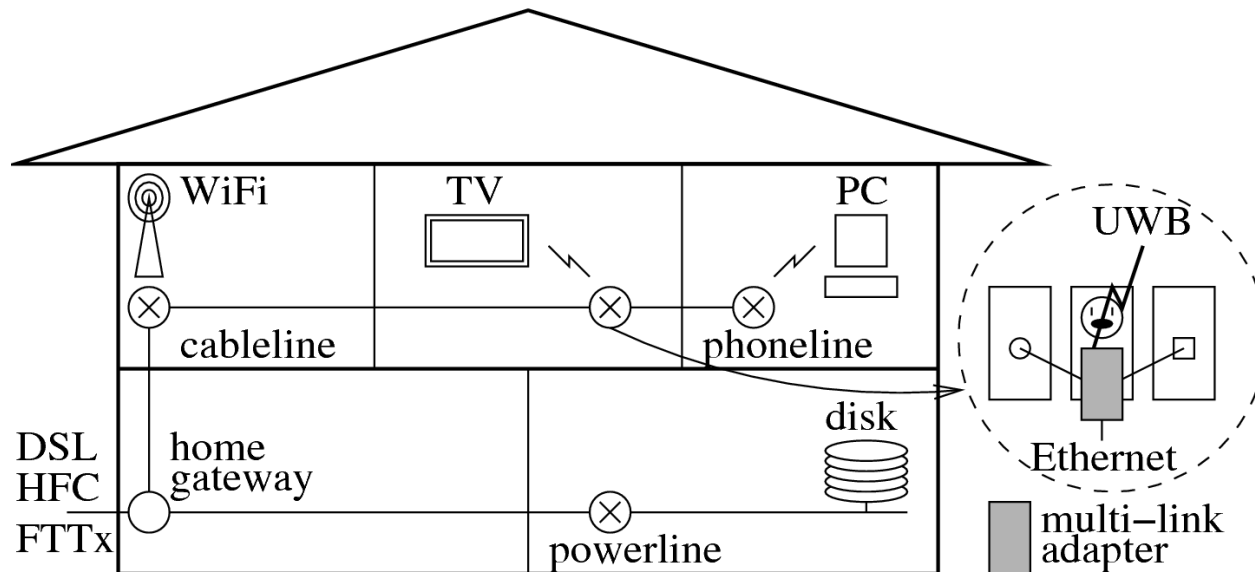 WiFi
TV
PC
UWB
cableline
phoneline
disk
DSL
HFC
FTTx
home
gateway
powerline
Ethernet
multi−link
adapter